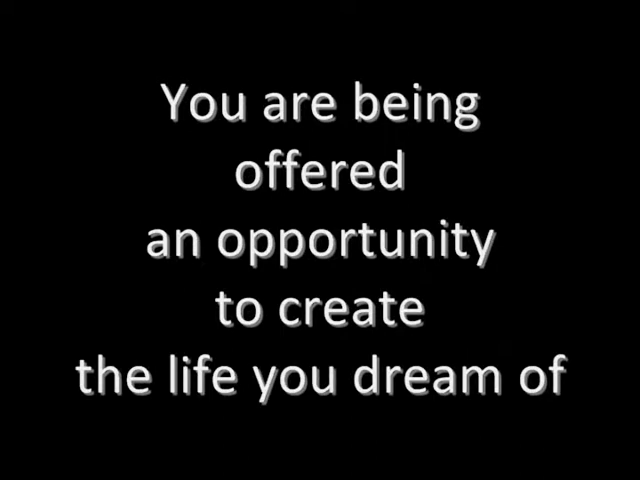 You are being
offered
an opportunity
to create
the life you dream of